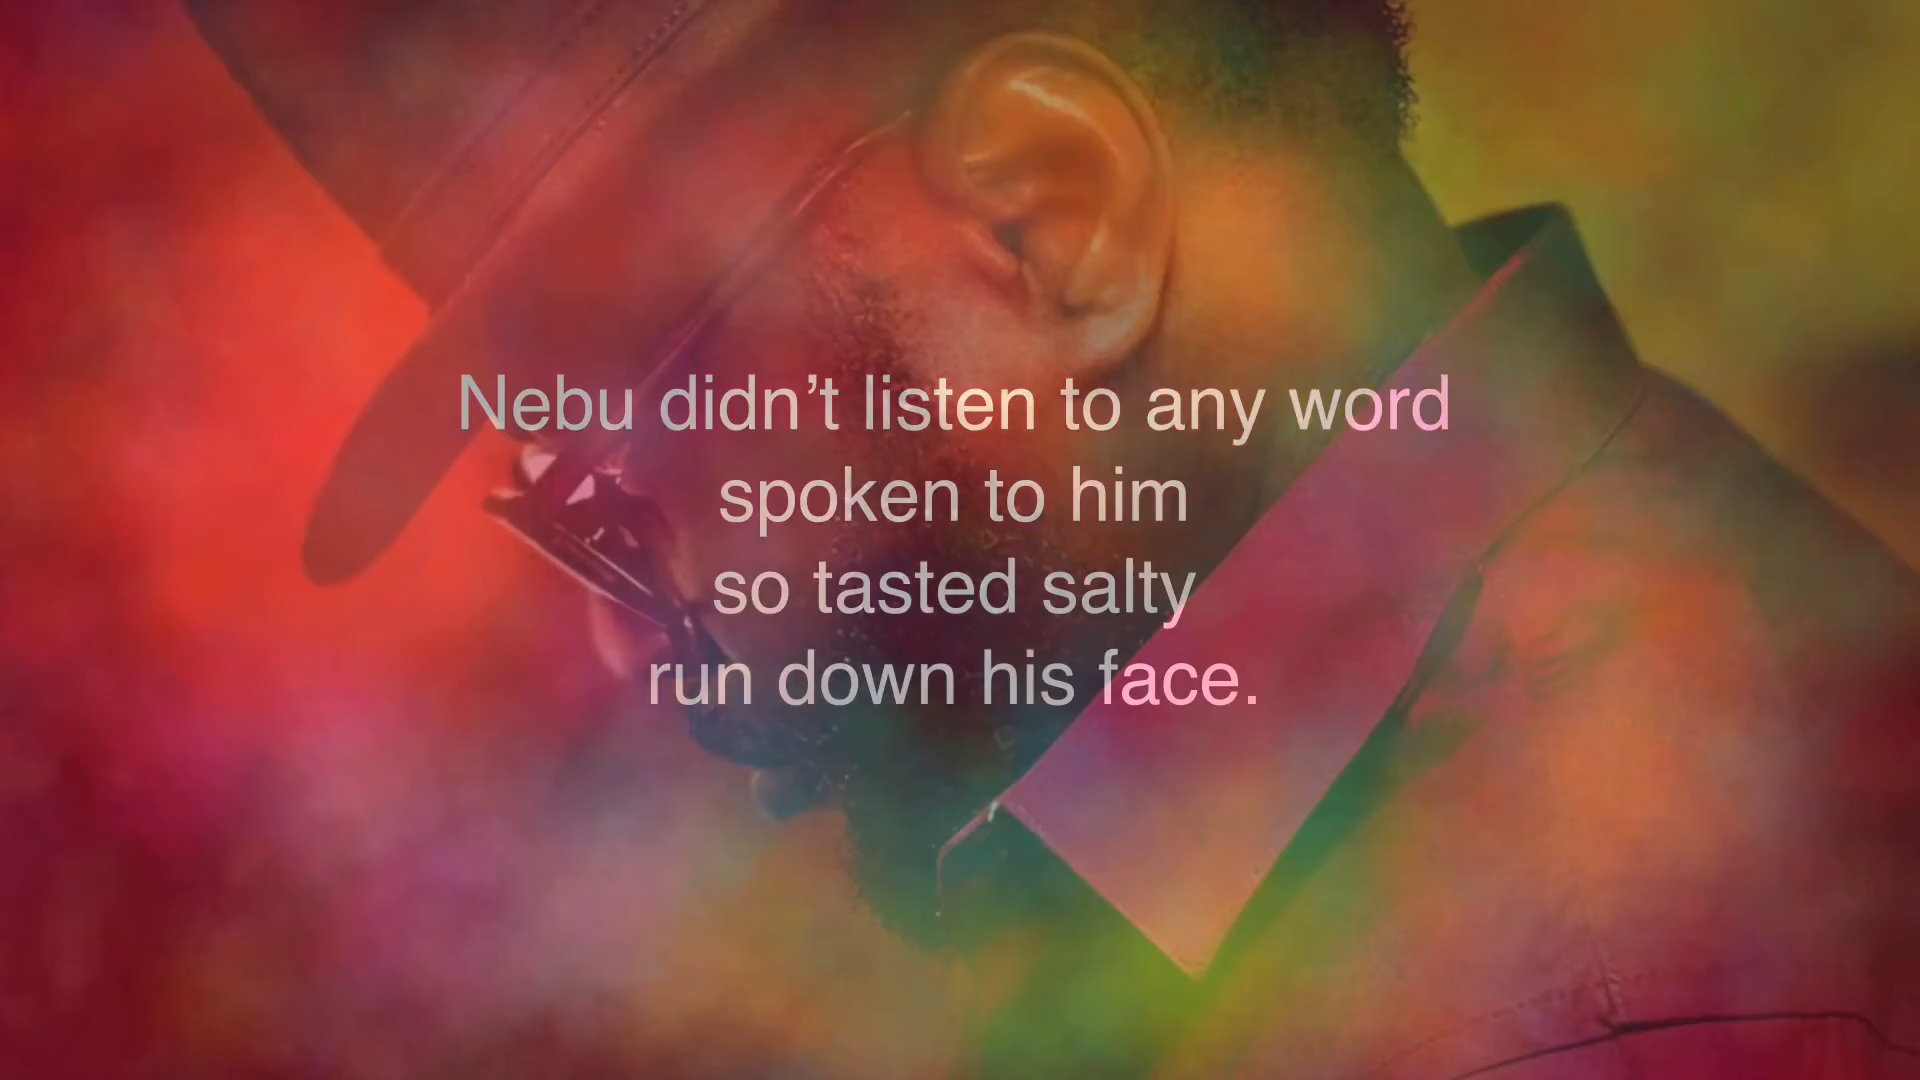 Nebu didn’t listen to any word
spoken to him
so tasted salty
run down his face.